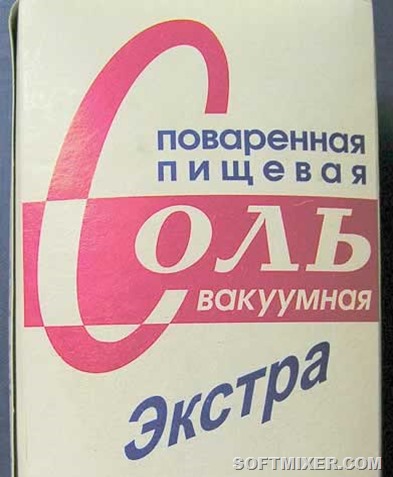 поваренная
пищевая
Соль
вакуумная
Экстра
SOFTMIXER.COM